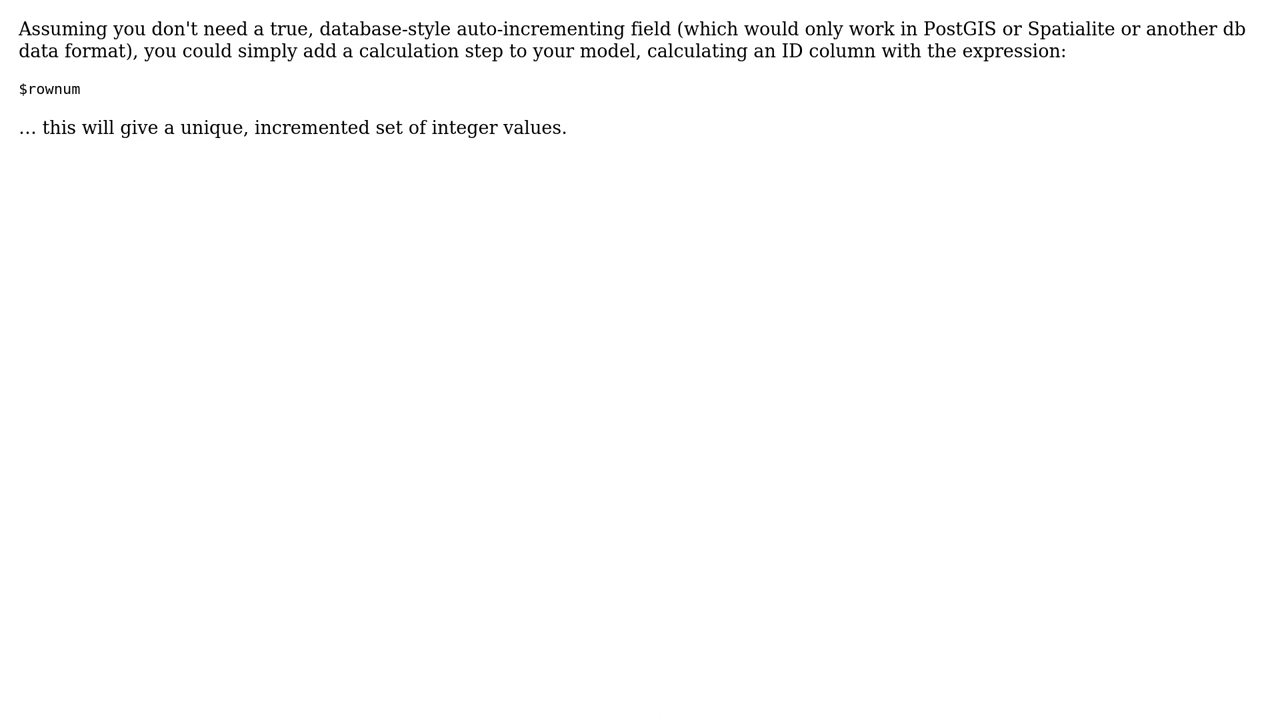 Assuming you don't need a true, database-style auto-incrementing field (which would only work in PostGIS or Spatialite or another db
data format), you could simply add a calculation step to your model, calculating an ID column with the expression:
$rownum
... this will give a unique, incremented set of integer values.